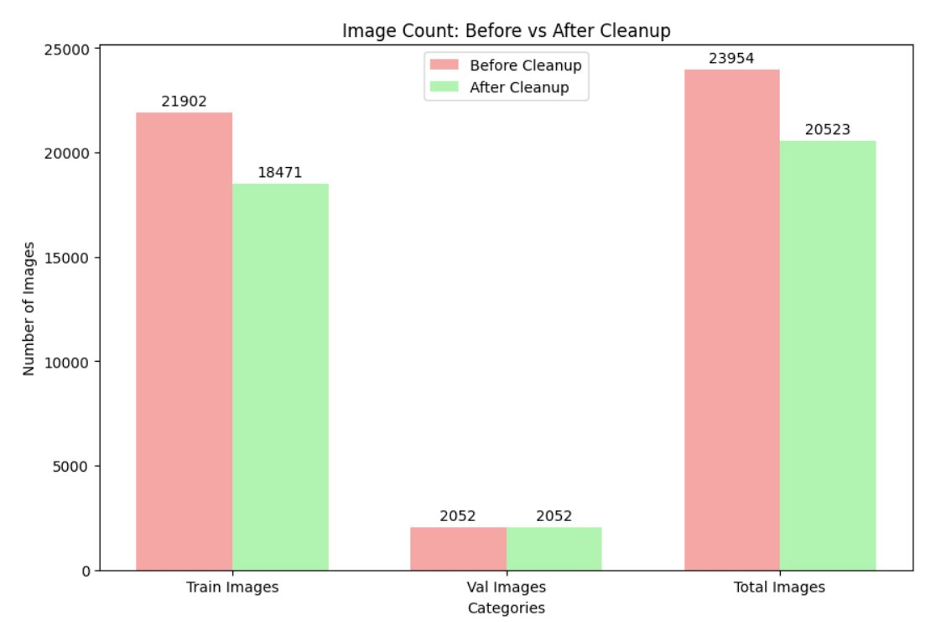 Image Count: Before vs After Cleanup
Before Cleanup
After Cleanup
25000
20000
15000
10000
5000
0
Number of Images
21902
18471
2052
2052
23954
20523
Train Images
Val Images
Total Images
Categories